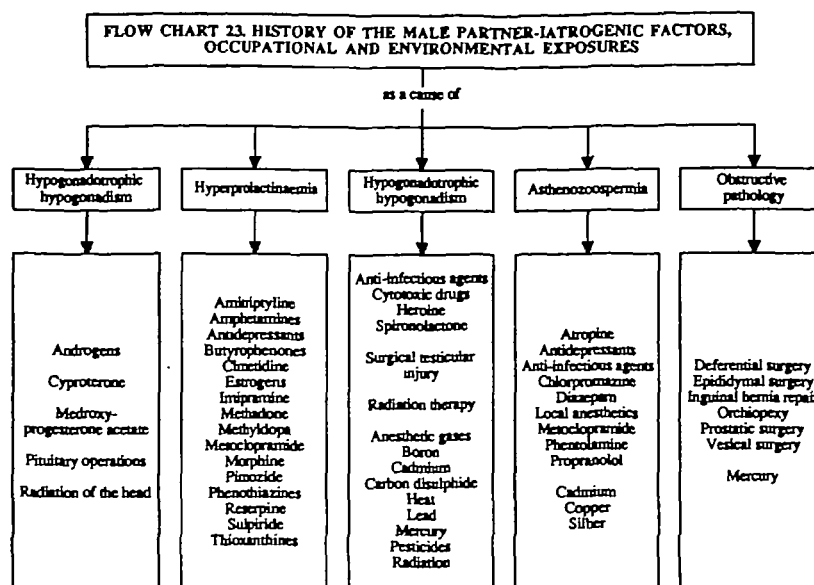 FLOW CHART 23. HISTORY OF THE MALE PARTNER-IATROGENIC FACTORS,
OCCUPATIONAL AND ENVIRONMENTAL EXPOSURES
as a cause of
Hypogonadotrophic
hypogonadism
Androgens
Cyproterone
Medroxy-
progesterone acetate
Pituitary operations
Radiation of the head
Hyperprolactinaemia
Amitriptyline
Amphetamines
Antidepressants
Butyrophenones
Cimetidine
Estrogens
Imipramine
Methadone
Methyldopa
Metoclopramide
Morphine
Pimozide
Phenothiazines
Reserpine
Sulpiride
Thioxanthines
Hypogonadotrophic
hypogonadism
Anti-infectious agents
Cytotoxic drugs
Heroine
Spironolactone
Surgical testicular
injury
Radiation therapy
Anesthetic gases
Boron
Cadmium
Carbon disulphide
Heat
Lead
Mercury
Pesticides
Radiation
Asthenozoospermia
Atropine
Antidepressants
Anti-infectious agents
Chlorpromazine
Diazepam
Local anesthetics
Metoclopramide
Phentolamine
Propranolol
Cadmium
Copper
Silber
Obstructive
pathology
Deferential surgery
Epididymal surgery
Inguinal hernia repair
Orchiopexy
Prostatic surgery
Vesical surgery
Mercury